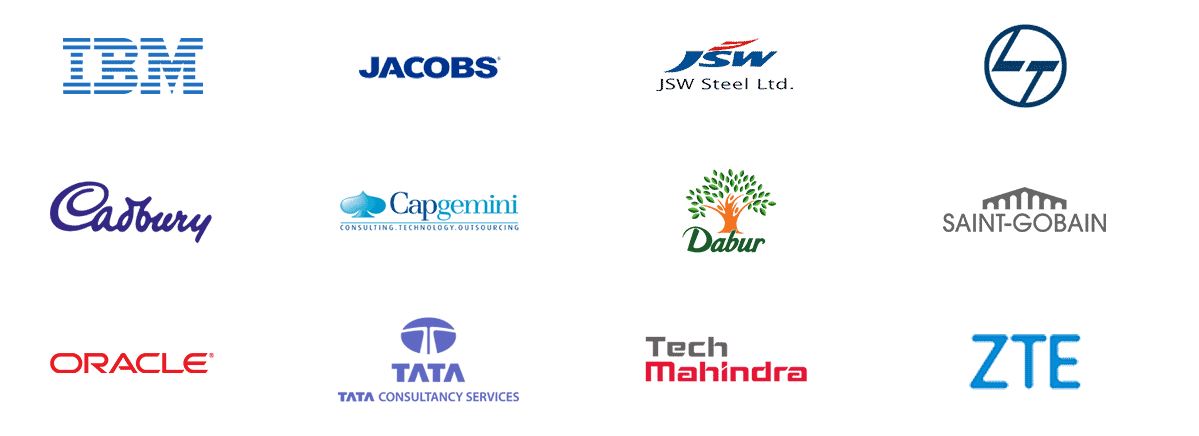 IBM
JACOBS®
JSW
JSW Steel Ltd.
LT
Cadbury
Capgemini
CONSULTING.TECHNOLOGY.OUTSOURCING
Dabur
SAINT-GOBAIN
ORACLE®
TATA
TATA CONSULTANCY SERVICES
Tech
Mahindra
ZTE